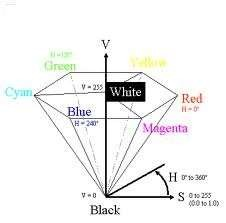 V
H=120°
Green
Yellow
Cyan
V = 255
White
Red
H = 0°
Blue
H = 240°
Magenta
H
0° to 360°
V = 0
S
0 to 255
(0.0 to 1.0)
Black